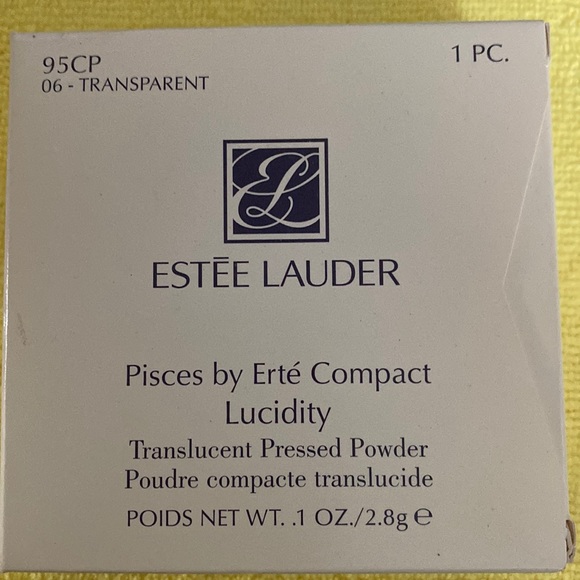 95CP
1 PC.
06 - TRANSPARENT
EL
ESTĒE LAUDER
Pisces by Erté Compact
Lucidity
Translucent Pressed Powder
Poudre compacte translucide
POIDS NET WT. .1 OZ./2.8g ℮